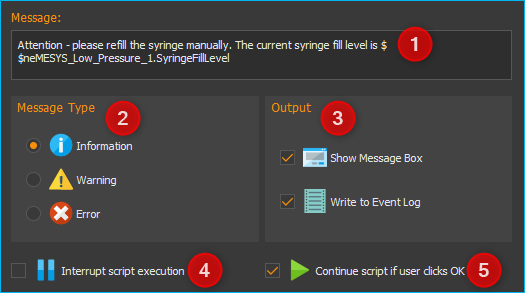 Message:
Attention - please refill the syringe manually. The current syringe fill level is $
$neMESYS_Low_Pressure_1.SyringeFillLevel
1
Message Type
2
Information
Warning
Error
Output
3
Show Message Box
Write to Event Log
Interrupt script execution
4
Continue script if user clicks OK
5